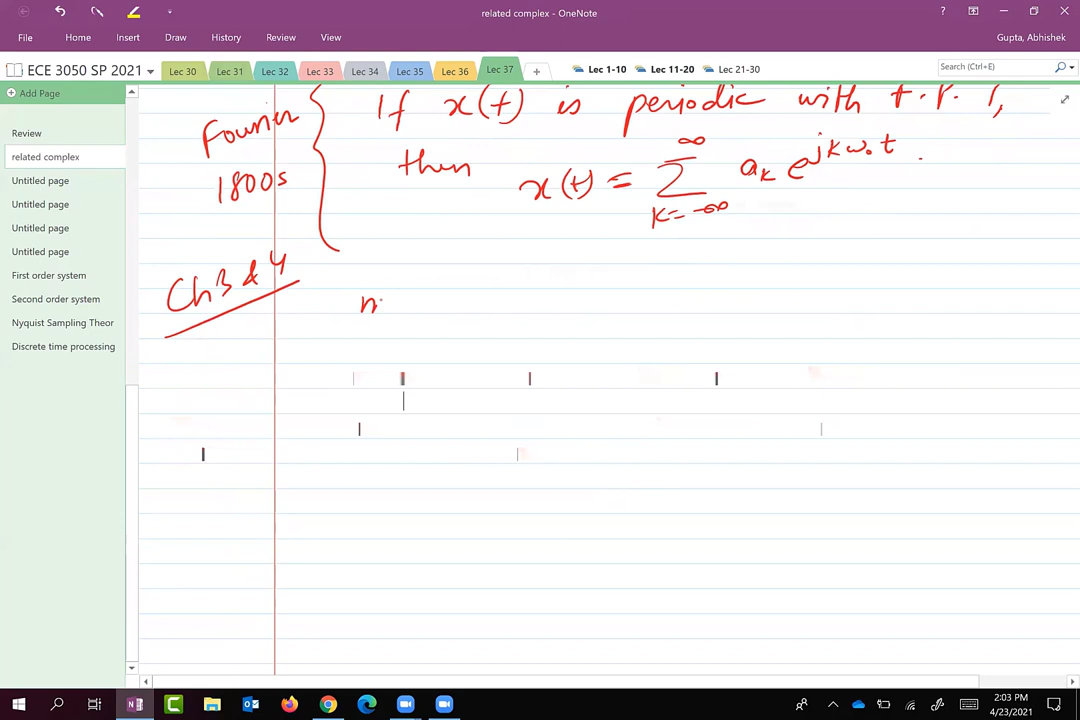 related complex - OneNote
File Home Insert Draw History Review View Gupta, Abhishek
ECE 3050 SP 2021 Lec 30 Lec 31 Lec 32 Lec 33 Lec 34 Lec 35 Lec 36 Lec 37 Lec 1-10 Lec 11-20 Lec 21-30 Search (Ctrl+E)
Add Page
Review
related complex
Untitled page
Untitled page
Untitled page
Untitled page
First order system
Second order system
Nyquist Sampling Theor
Discrete time processing
Fourier
1800s
If x(t) is periodic with
then x(t) = ∑_{k=-∞}^{∞} a_k e^{jkω₀t}.
Ch 3 & 4
2:03 PM
4/23/2021